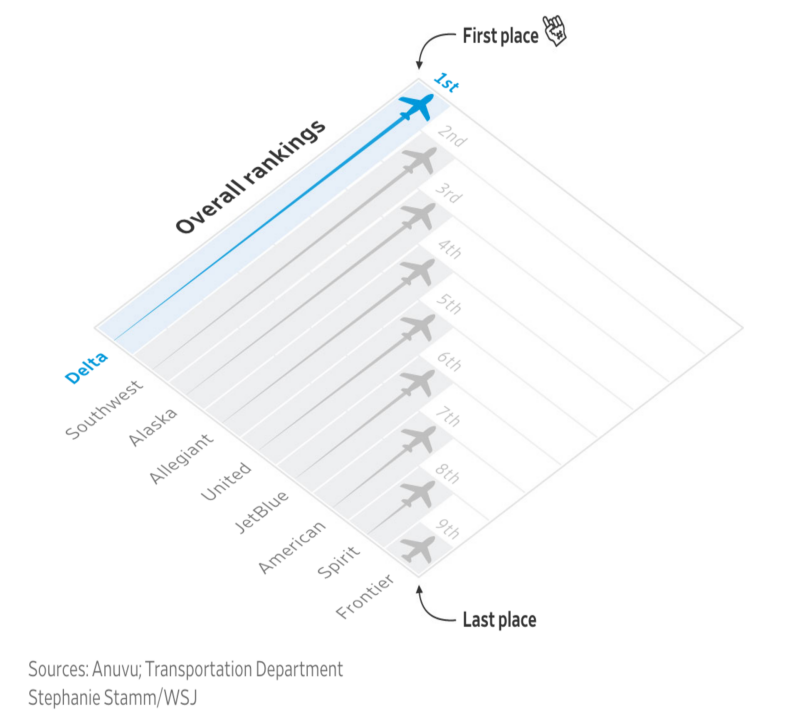 First place
1st
Overall rankings
2nd
3rd
4th
5th
6th
7th
8th
9th
Delta
Southwest
Alaska
Allegiant
United
JetBlue
American
Spirit
Frontier
Last place
Sources: Anuvu; Transportation Department
Stephanie Stamm/WSJ